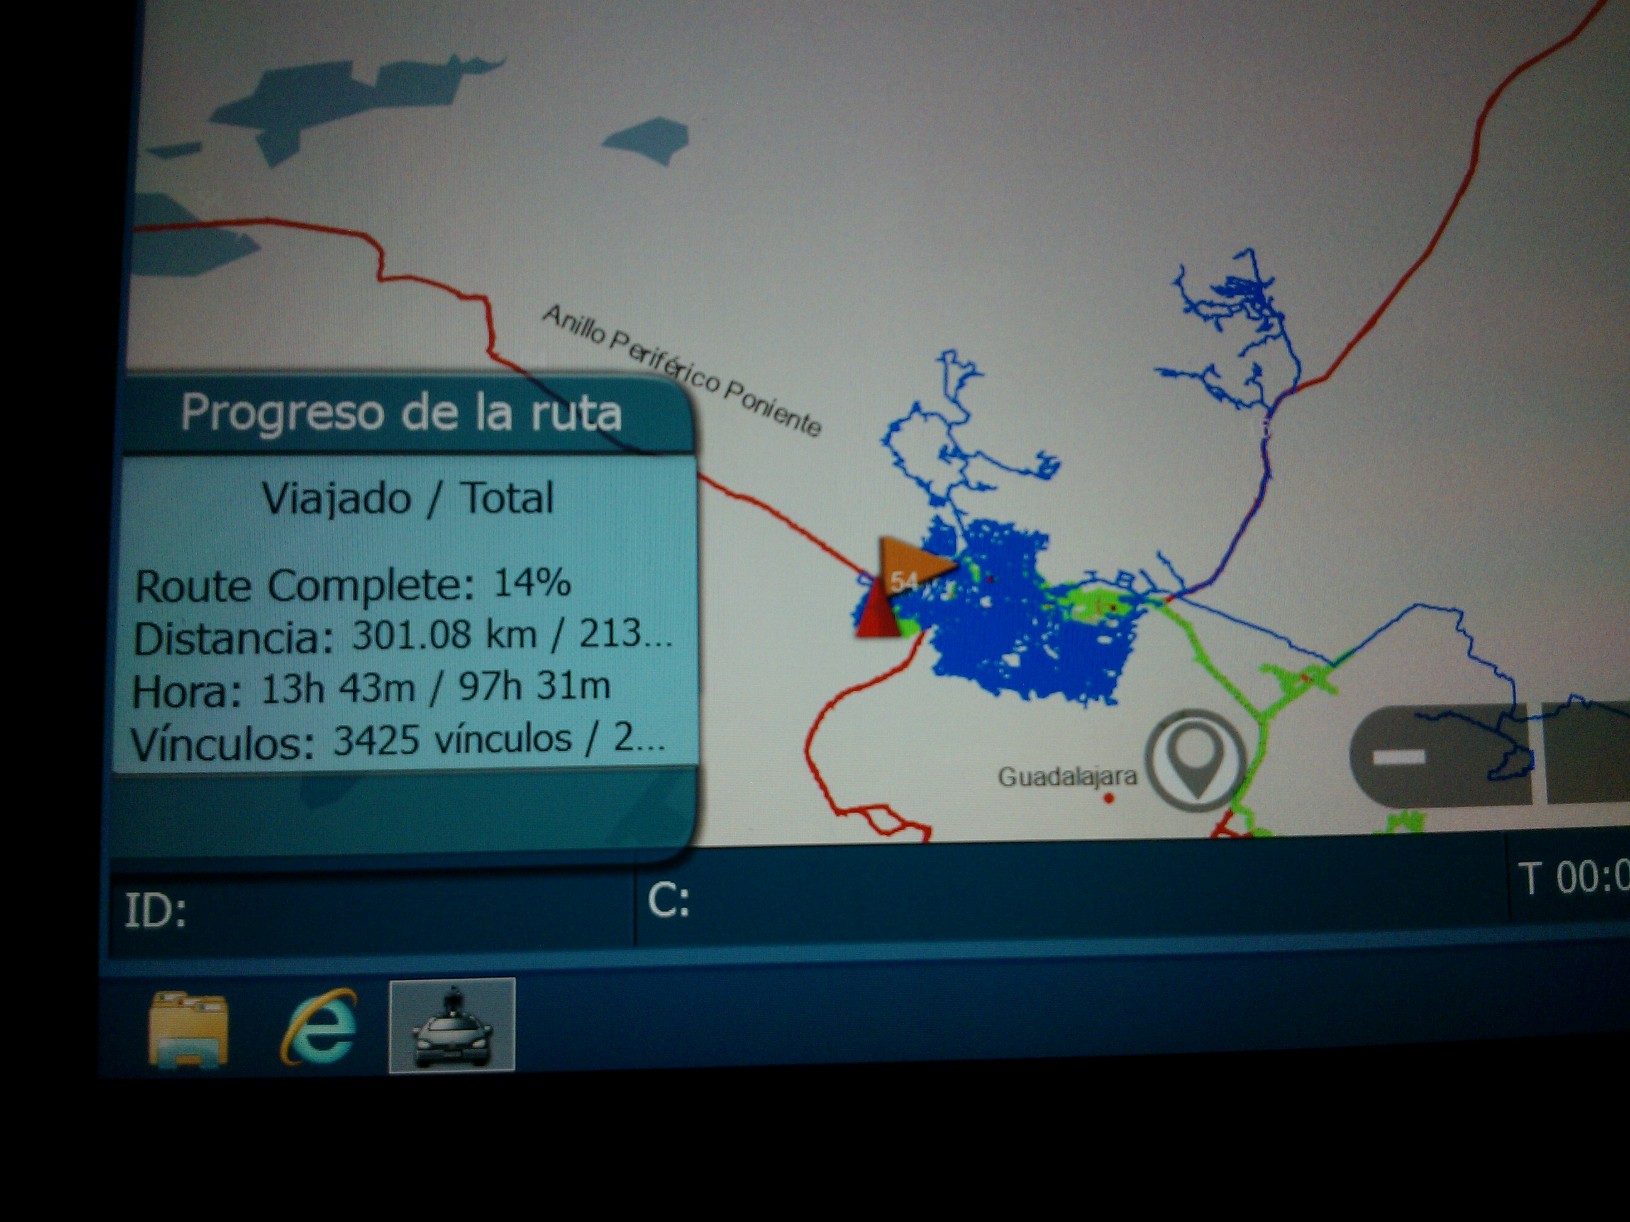 Anillo Periférico Poniente
Progreso de la ruta
Viajado / Total
Route Complete: 14%
Distancia: 301.08 km / 213...
Hora: 13h 43m / 97h 31m
Vínculos: 3425 vínculos / 2...
54
Guadalajara
ID:
C:
T 00:0